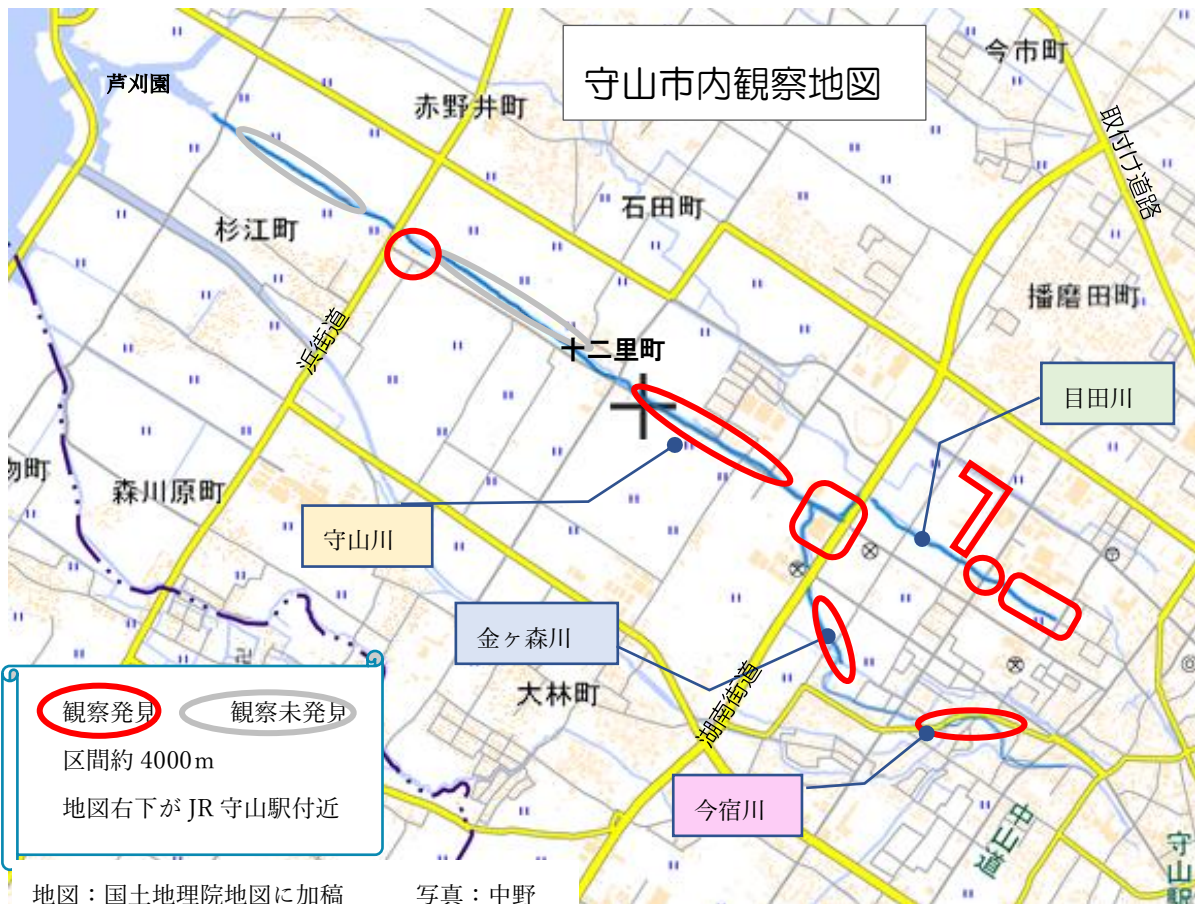 守山市内観察地図
今市町
芦刈園
赤野井町
取付け道路
石田町
杉江町
播磨田町
浜街道
十二里町
目田川
森川原町
守山川
金ヶ森川
大林町
湖南街道
観察発見 観察未発見
区間約 4000m
地図右下が JR 守山駅付近
今宿川
中山道
守山駅
地図：国土地理院地図に加稿 写真：中野